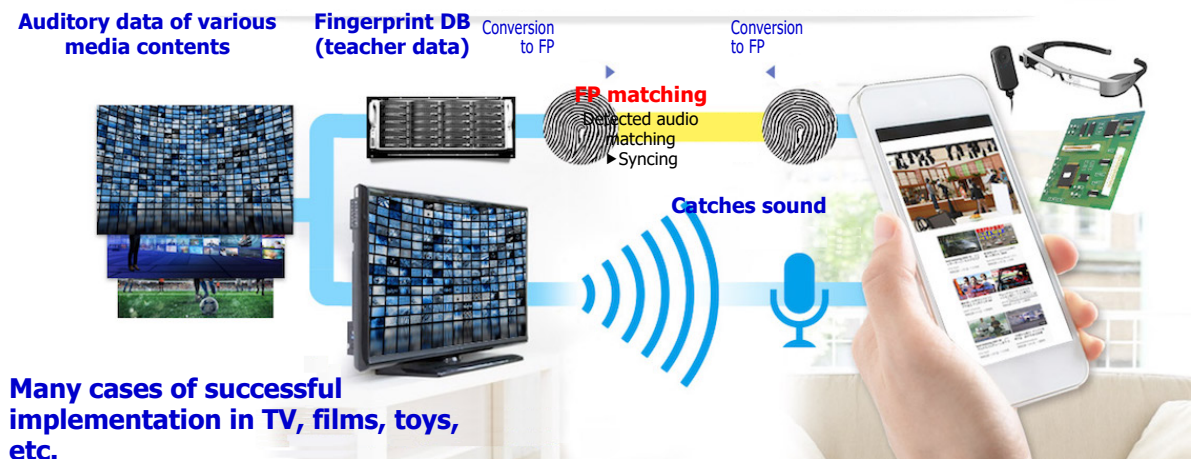 Auditory data of various
media contents
Fingerprint DB
(teacher data)
Conversion
to FP
Conversion
to FP
FP matching
Detected audio
matching
▶Syncing
Catches sound
Many cases of successful
implementation in TV, films, toys,
etc.